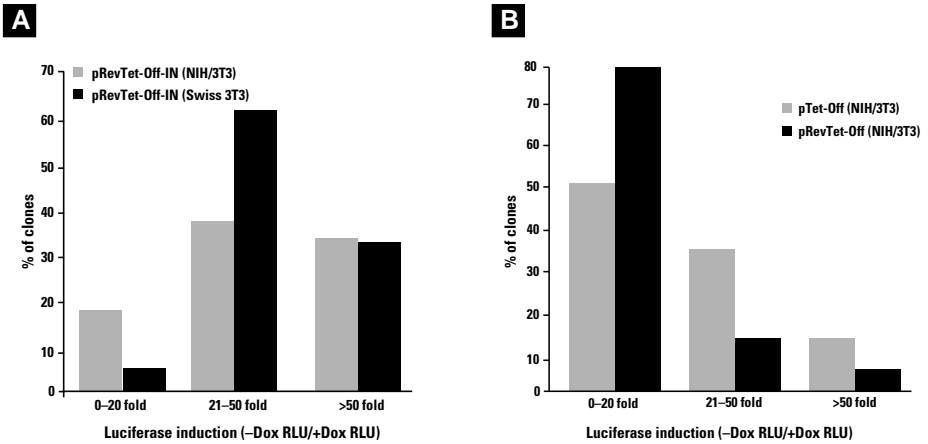 A
70
60
50
40
30
20
10
0
% of clones
pRevTet-Off-IN (NIH/3T3)
pRevTet-Off-IN (Swiss 3T3)
0–20 fold
21–50 fold
>50 fold
Luciferase induction (–Dox RLU/+Dox RLU)
B
80
70
60
50
40
30
20
10
0
% of clones
pTet-Off (NIH/3T3)
pRevTet-Off (NIH/3T3)
0–20 fold
21–50 fold
>50 fold
Luciferase induction (–Dox RLU/+Dox RLU)